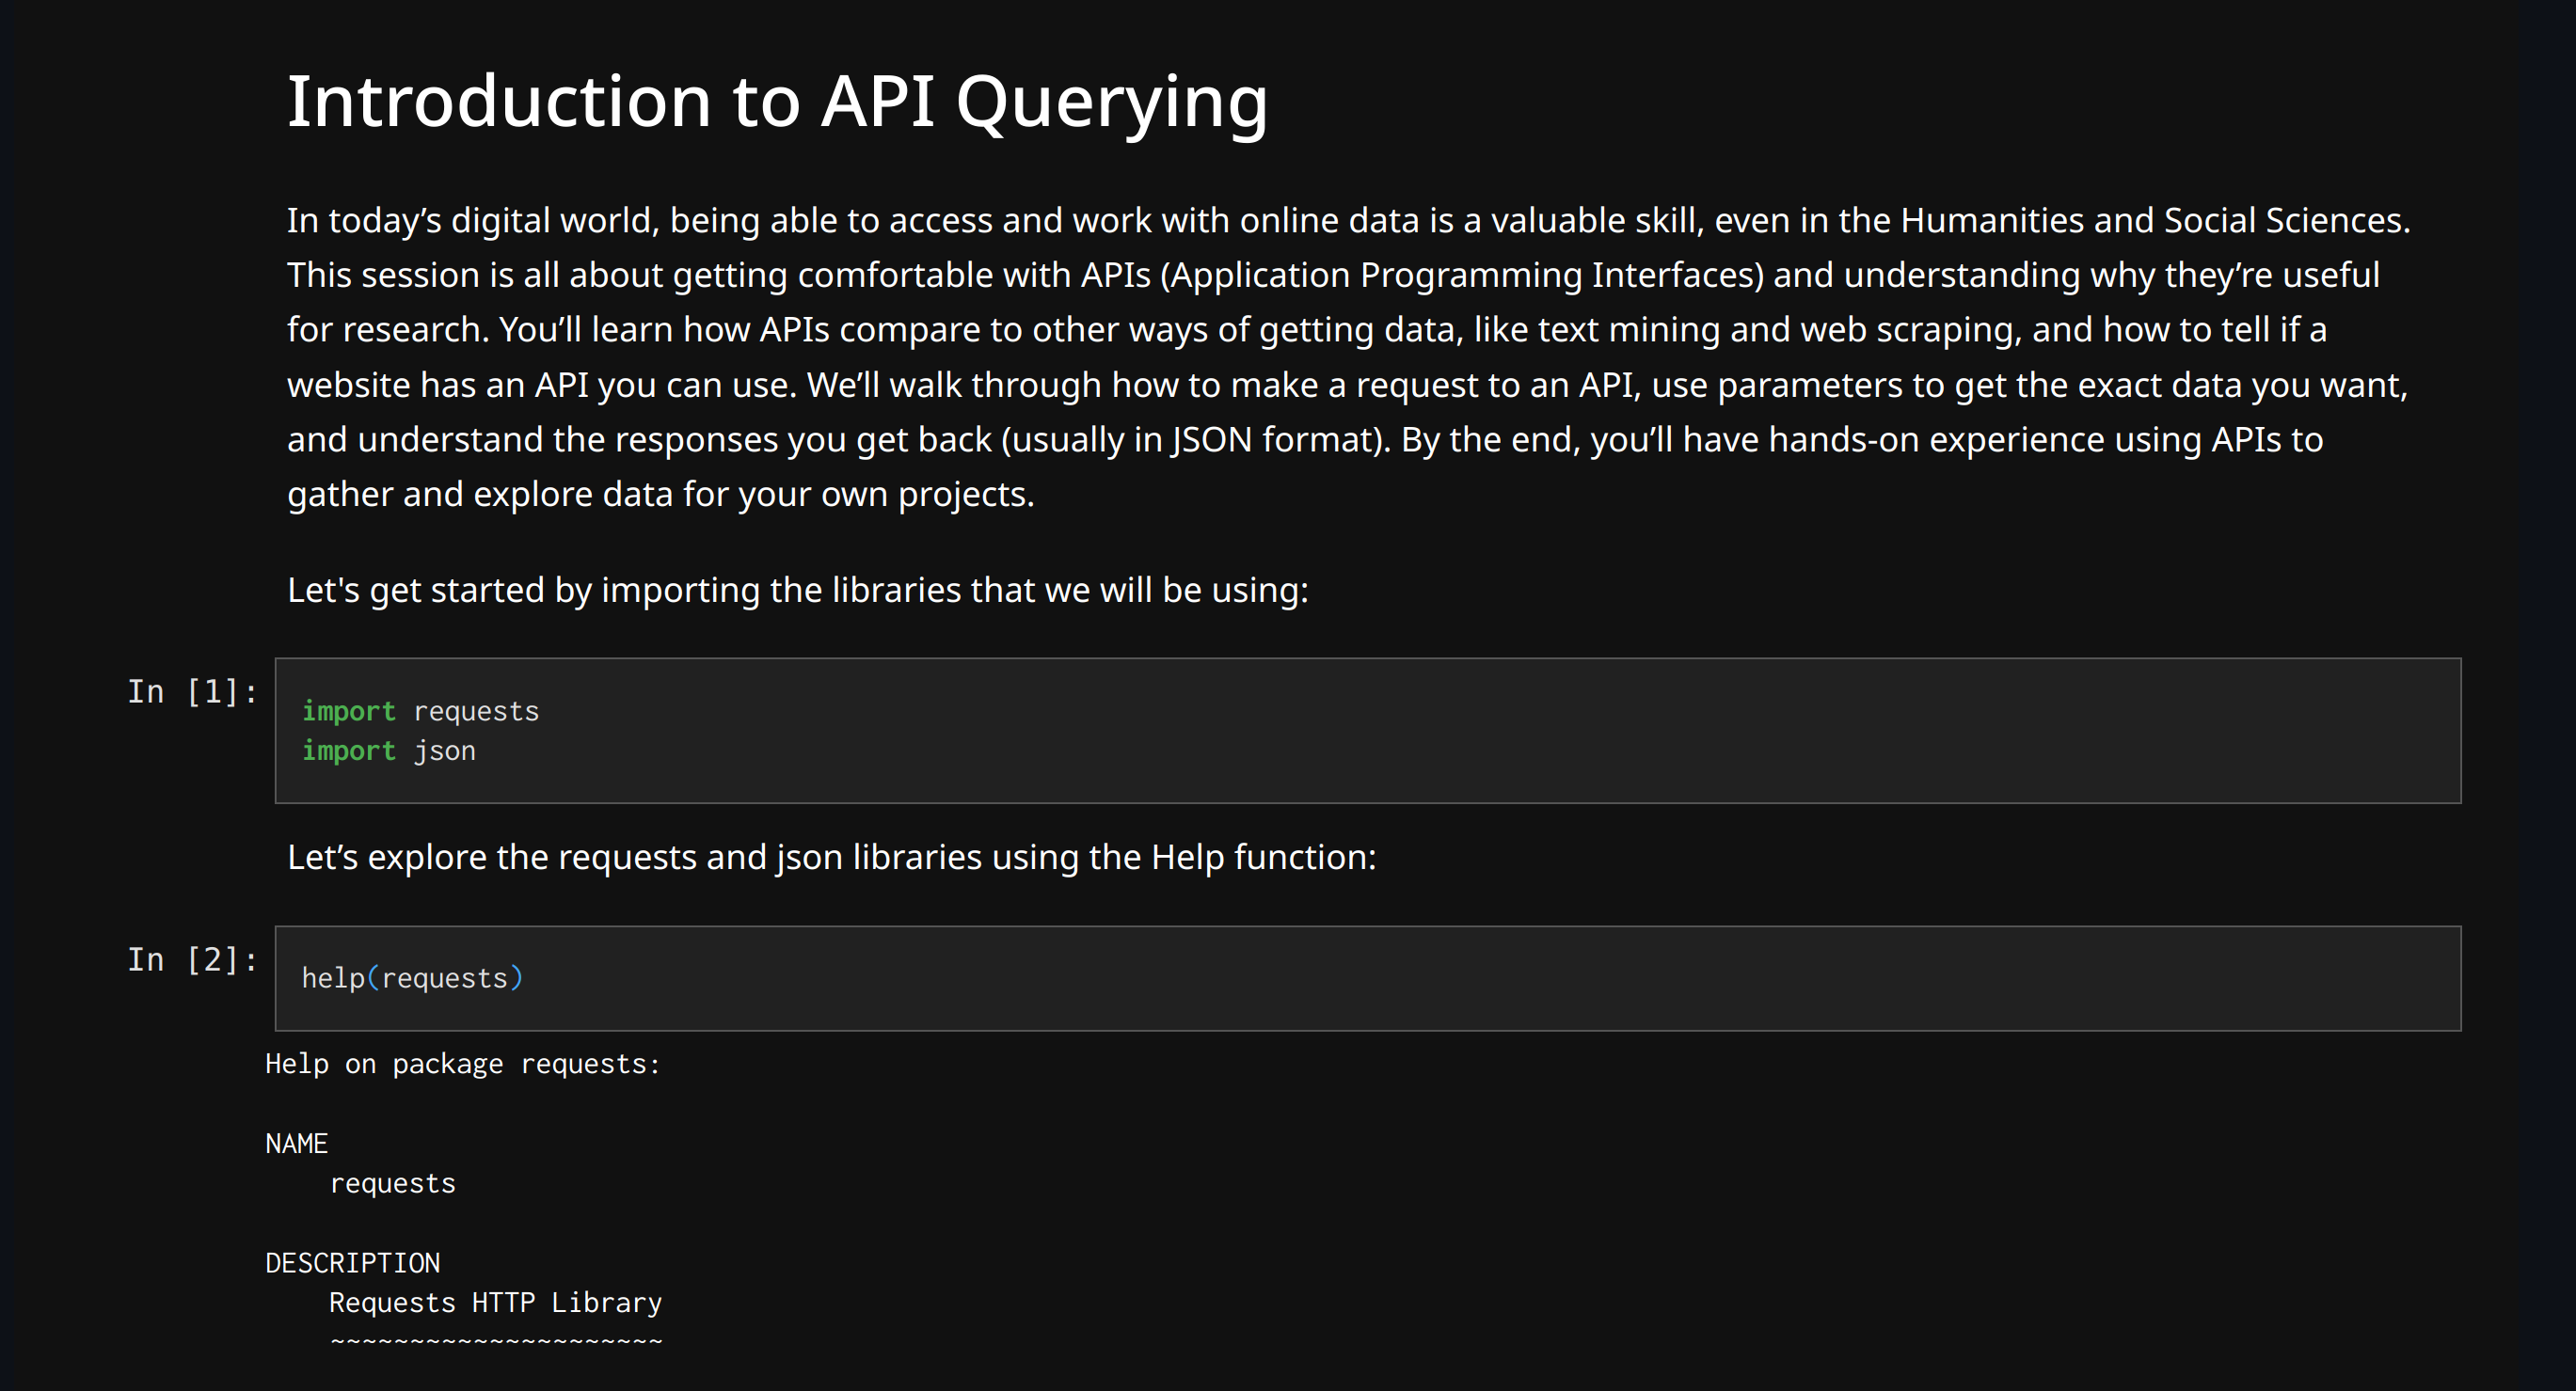 Introduction to API Querying
In today’s digital world, being able to access and work with online data is a valuable skill, even in the Humanities and Social Sciences.
This session is all about getting comfortable with APIs (Application Programming Interfaces) and understanding why they’re useful
for research. You’ll learn how APIs compare to other ways of getting data, like text mining and web scraping, and how to tell if a
website has an API you can use. We’ll walk through how to make a request to an API, use parameters to get the exact data you want,
and understand the responses you get back (usually in JSON format). By the end, you’ll have hands-on experience using APIs to
gather and explore data for your own projects.
Let's get started by importing the libraries that we will be using:
In [1]:
import requests
import json
Let’s explore the requests and json libraries using the Help function:
In [2]:
help(requests)
Help on package requests:
NAME
    requests
DESCRIPTION
    Requests HTTP Library
    ~~~~~~~~~~~~~~~~~~~~~